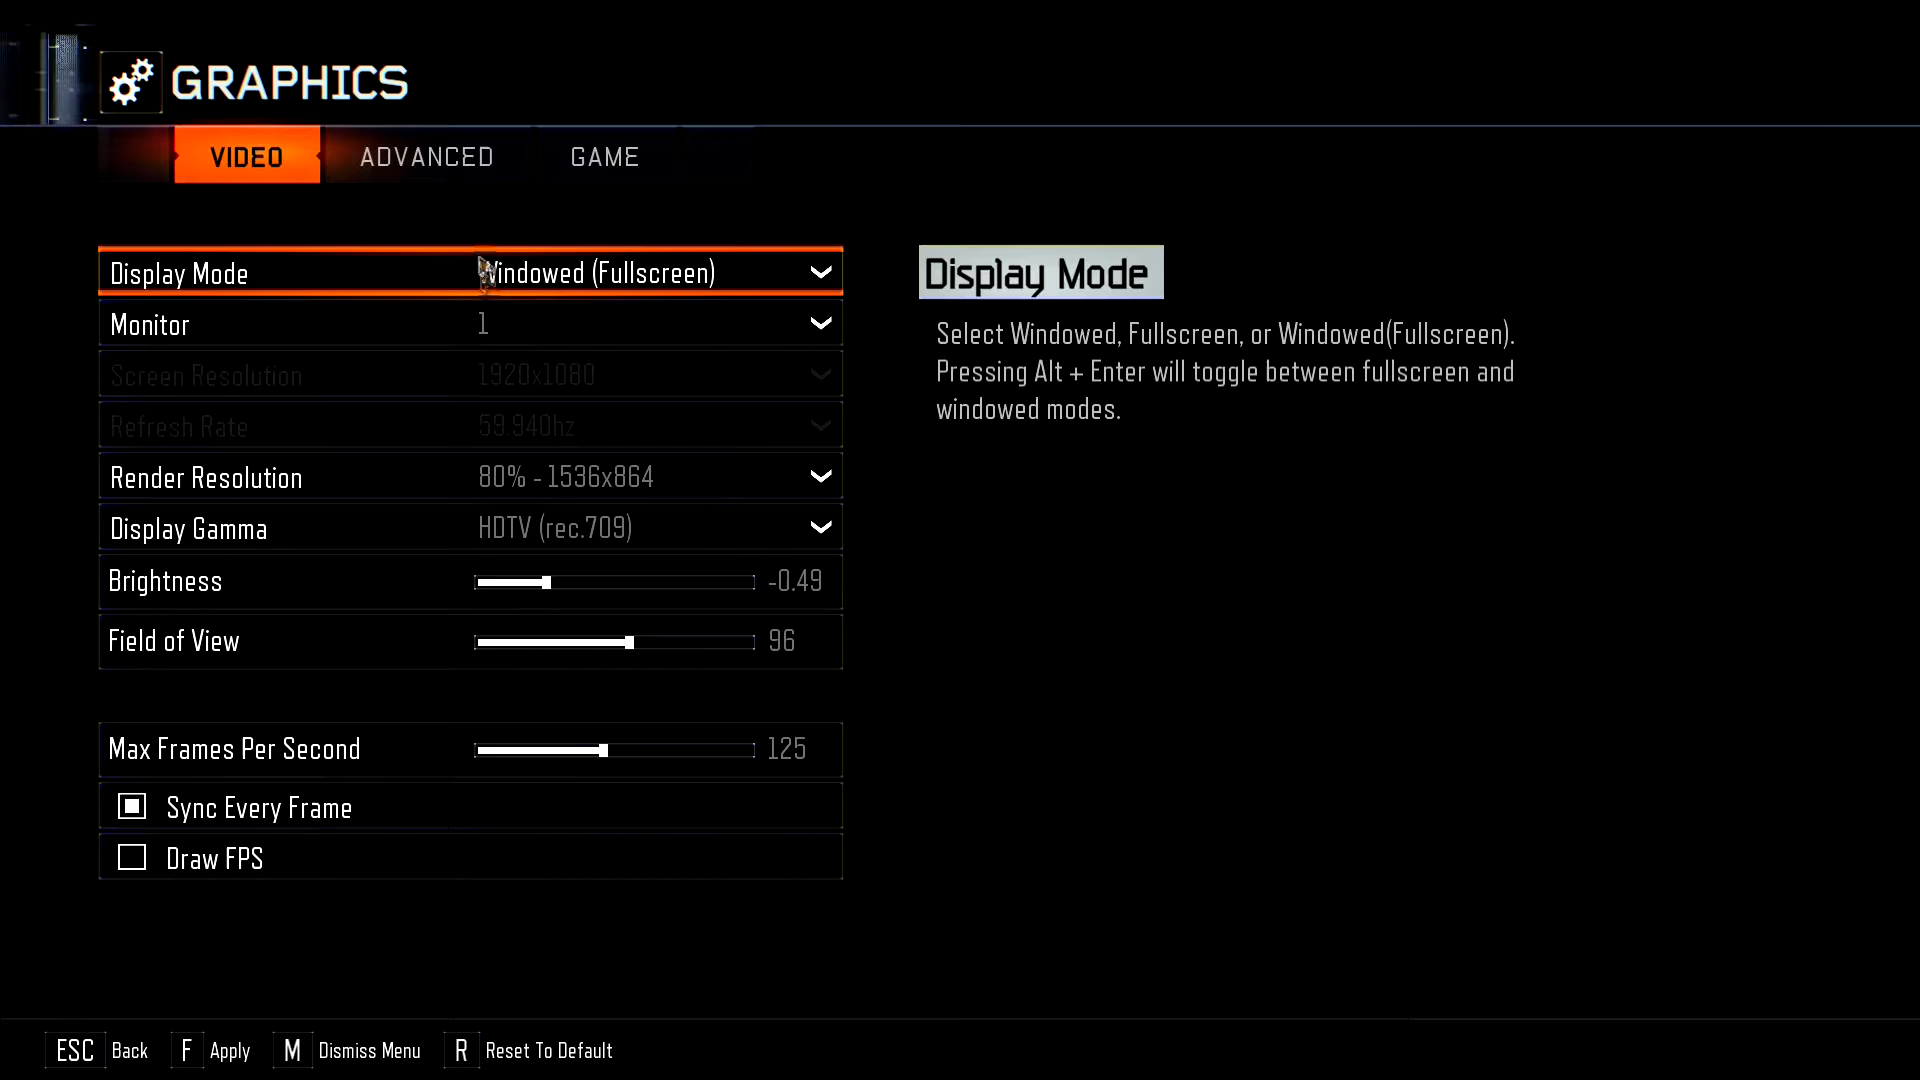 GRAPHICS
VIDEO ADVANCED GAME
Display Mode Windowed (Fullscreen)
Monitor 1
Screen Resolution 1920x1080
Refresh Rate 59.940hz
Render Resolution 80% - 1536x864
Display Gamma HDTV (rec.709)
Brightness -0.49
Field of View 96
Max Frames Per Second 125
Sync Every Frame
Draw FPS
Display Mode
Select Windowed, Fullscreen, or Windowed(Fullscreen).
Pressing Alt + Enter will toggle between fullscreen and
windowed modes.
ESC Back F Apply M Dismiss Menu R Reset To Default